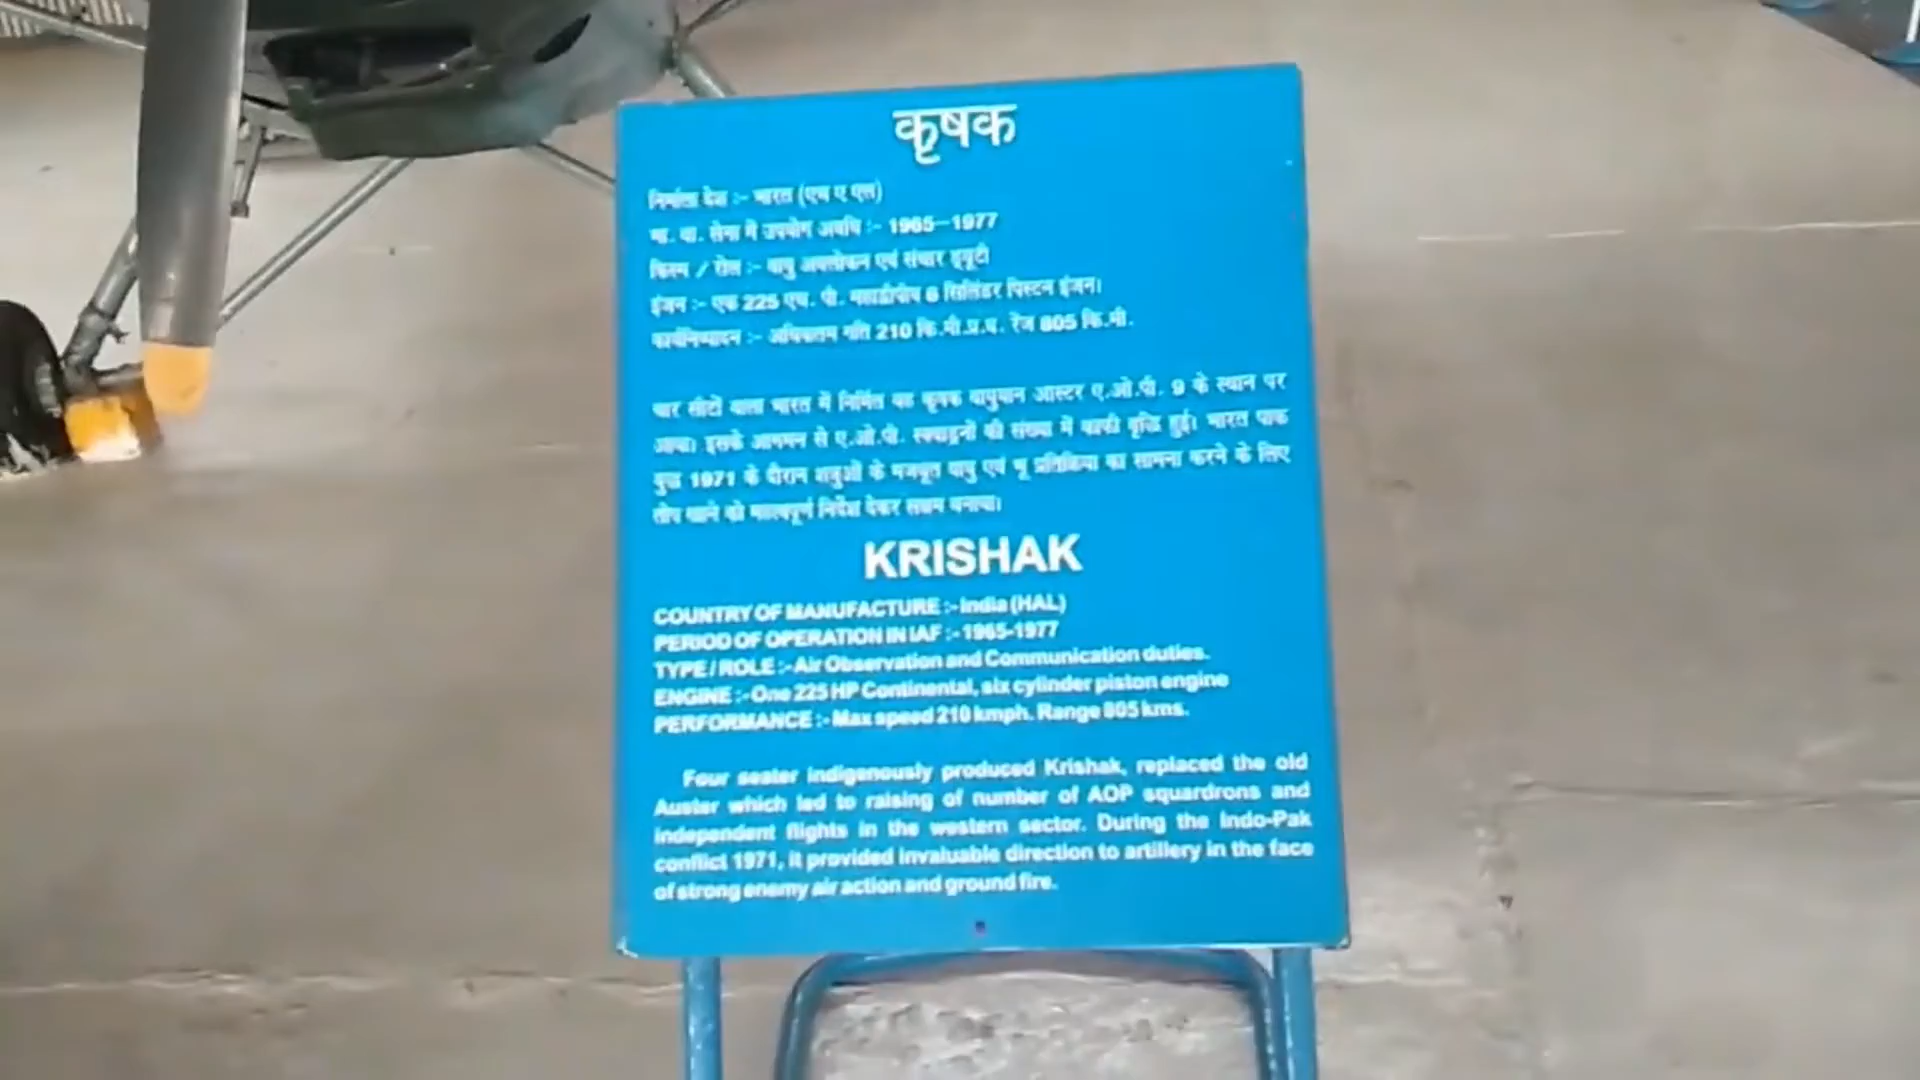 कृषक
निर्माता देश :- भारत (एच ए एल)
भा. वा. सेना में उपयोग अवधि :- 1965-1977
किस्म / रोल :- वायु अवलोकन एवं संचार ड्यूटी
इंजन :- एक 225 एच. पी. 6 सिलिंडर पिस्टन इंजन।
कार्यनिष्पादन :- अधिकतम गति 210 कि.मी.प्र.घ. रेंज 805 कि.मी.
चार सीटों वाला भारत में निर्मित यह कृषक वायुयान आस्टर ए.ओ.पी. 9 के स्थान पर
आया। इसके आगमन से ए.ओ.पी. स्क्वाड्रनों की संख्या में काफी वृद्धि हुई। भारत पाक
युद्ध 1971 के दौरान शत्रुओं के मजबूत वायु एवं भू प्रतिक्रिया का सामना करने के लिए
तोप खाने को महत्वपूर्ण निर्देश देकर सक्षम बनाया।
KRISHAK
COUNTRY OF MANUFACTURE :- India (HAL)
PERIOD OF OPERATION IN IAF :- 1965-1977
TYPE / ROLE :- Air Observation and Communication duties.
ENGINE :- One 225 HP Continental, six cylinder piston engine
PERFORMANCE :- Max speed 210 kmph. Range 805 kms.
Four seater indigenously produced Krishak, replaced the old
Auster which led to raising of number of AOP squardrons and
independent flights in the western sector. During the Indo-Pak
conflict 1971, it provided invaluable direction to artillery in the face
of strong enemy air action and ground fire.